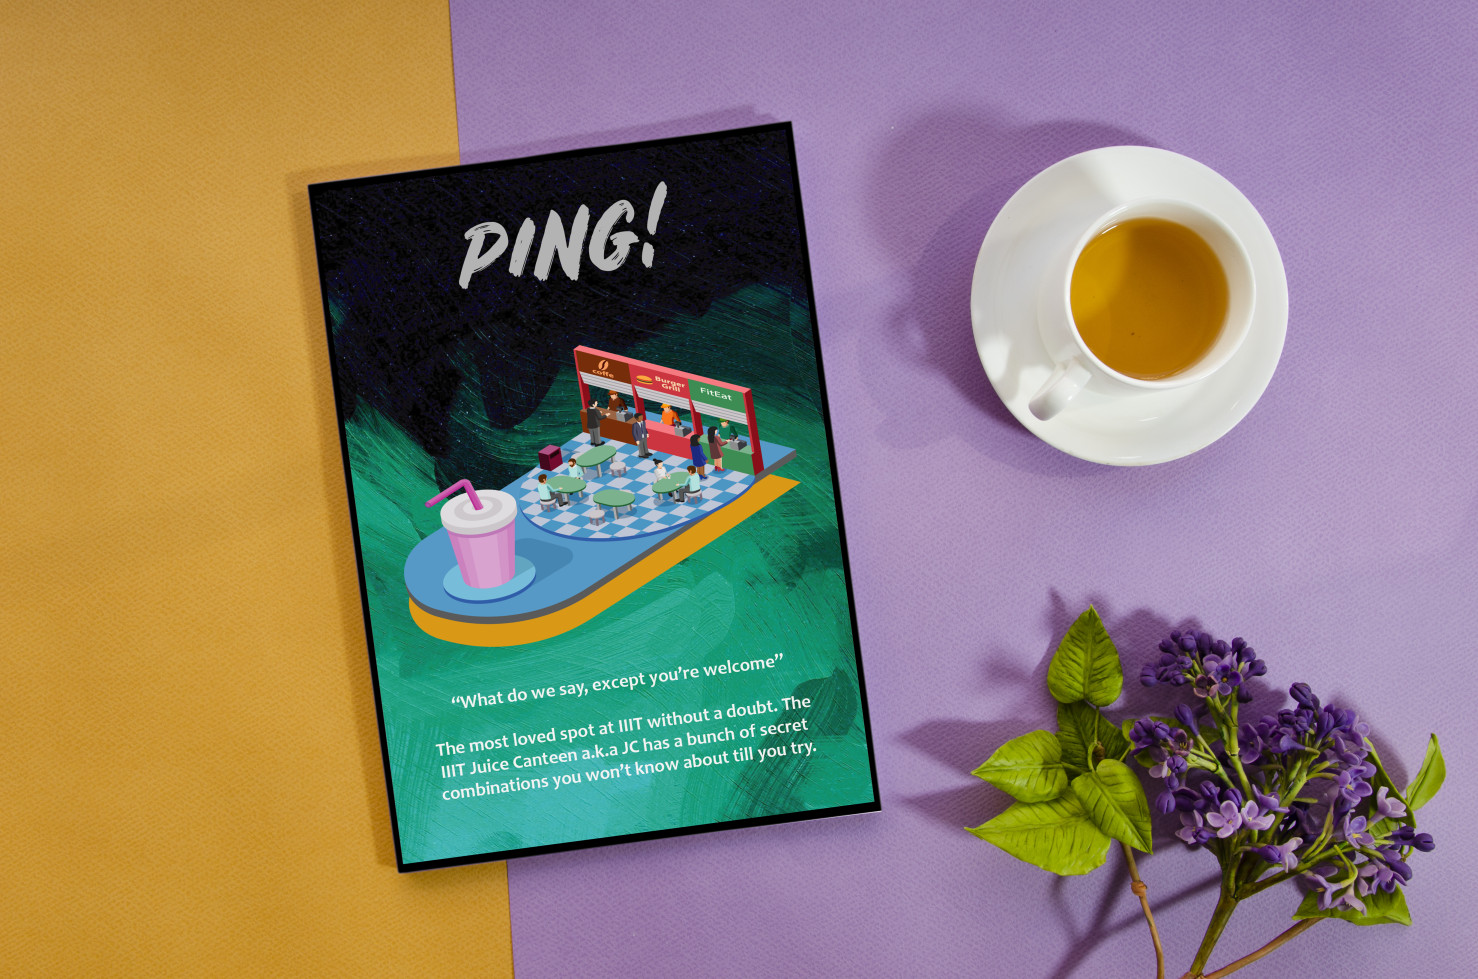 PING!
coffe
Burger
Grill
FitEat
“What do we say, except you’re welcome”
The most loved spot at IIIT without a doubt. The
IIIT Juice Canteen a.k.a JC has a bunch of secret
combinations you won’t know about till you try.